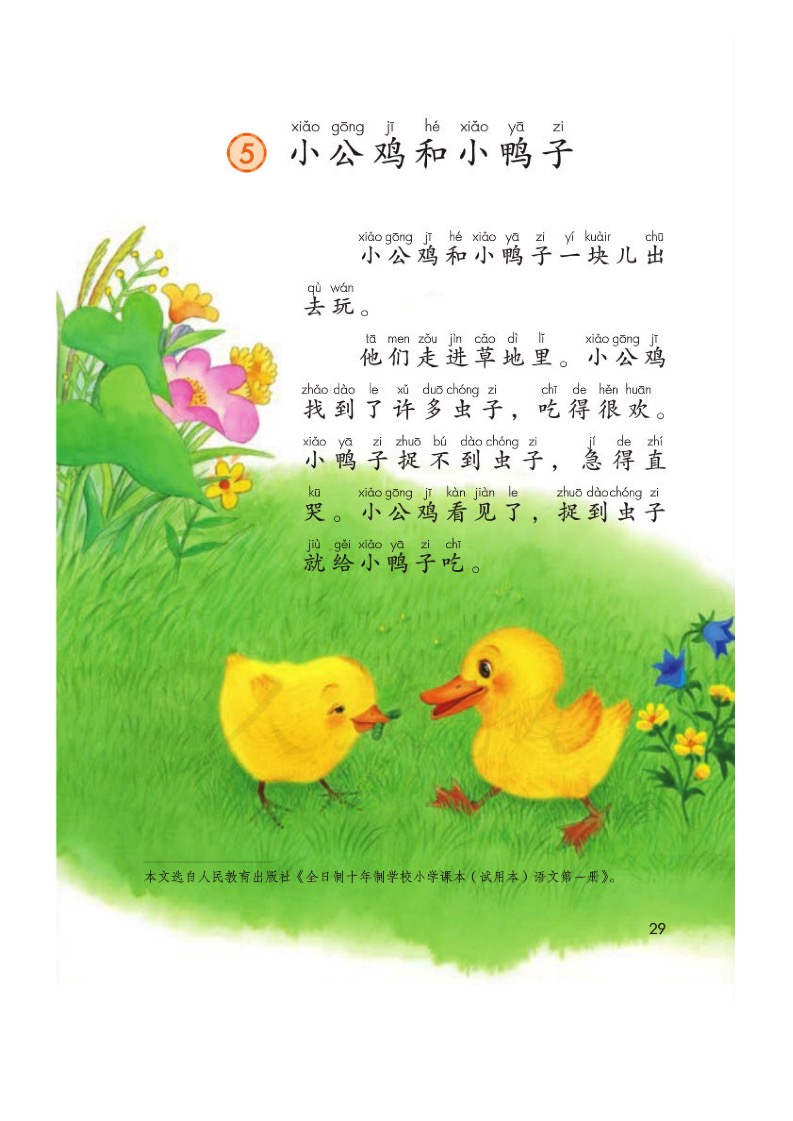 xiǎo gōng jī hé xiǎo yā zi
5 小公鸡和小鸭子
xiǎo gōng jī hé xiǎo yā zi yí kuàir chū
小公鸡和小鸭子一块儿出
qù wán
去玩。
tā men zǒu jìn cǎo dì lǐ xiǎo gōng jī
他们走进草地里。小公鸡
zhǎo dào le xǔ duō chóng zi chī de hěn huān
找到了许多虫子，吃得很欢。
xiǎo yā zi zhuō bú dào chóng zi jí de zhí
小鸭子捉不到虫子，急得直
kū xiǎo gōng jī kàn jiàn le zhuō dào chóng zi
哭。小公鸡看见了，捉到虫子
jiù gěi xiǎo yā zi chī
就给小鸭子吃。
本文选自人民教育出版社《全日制十年制学校小学课本（试用本）语文第一册》。
29